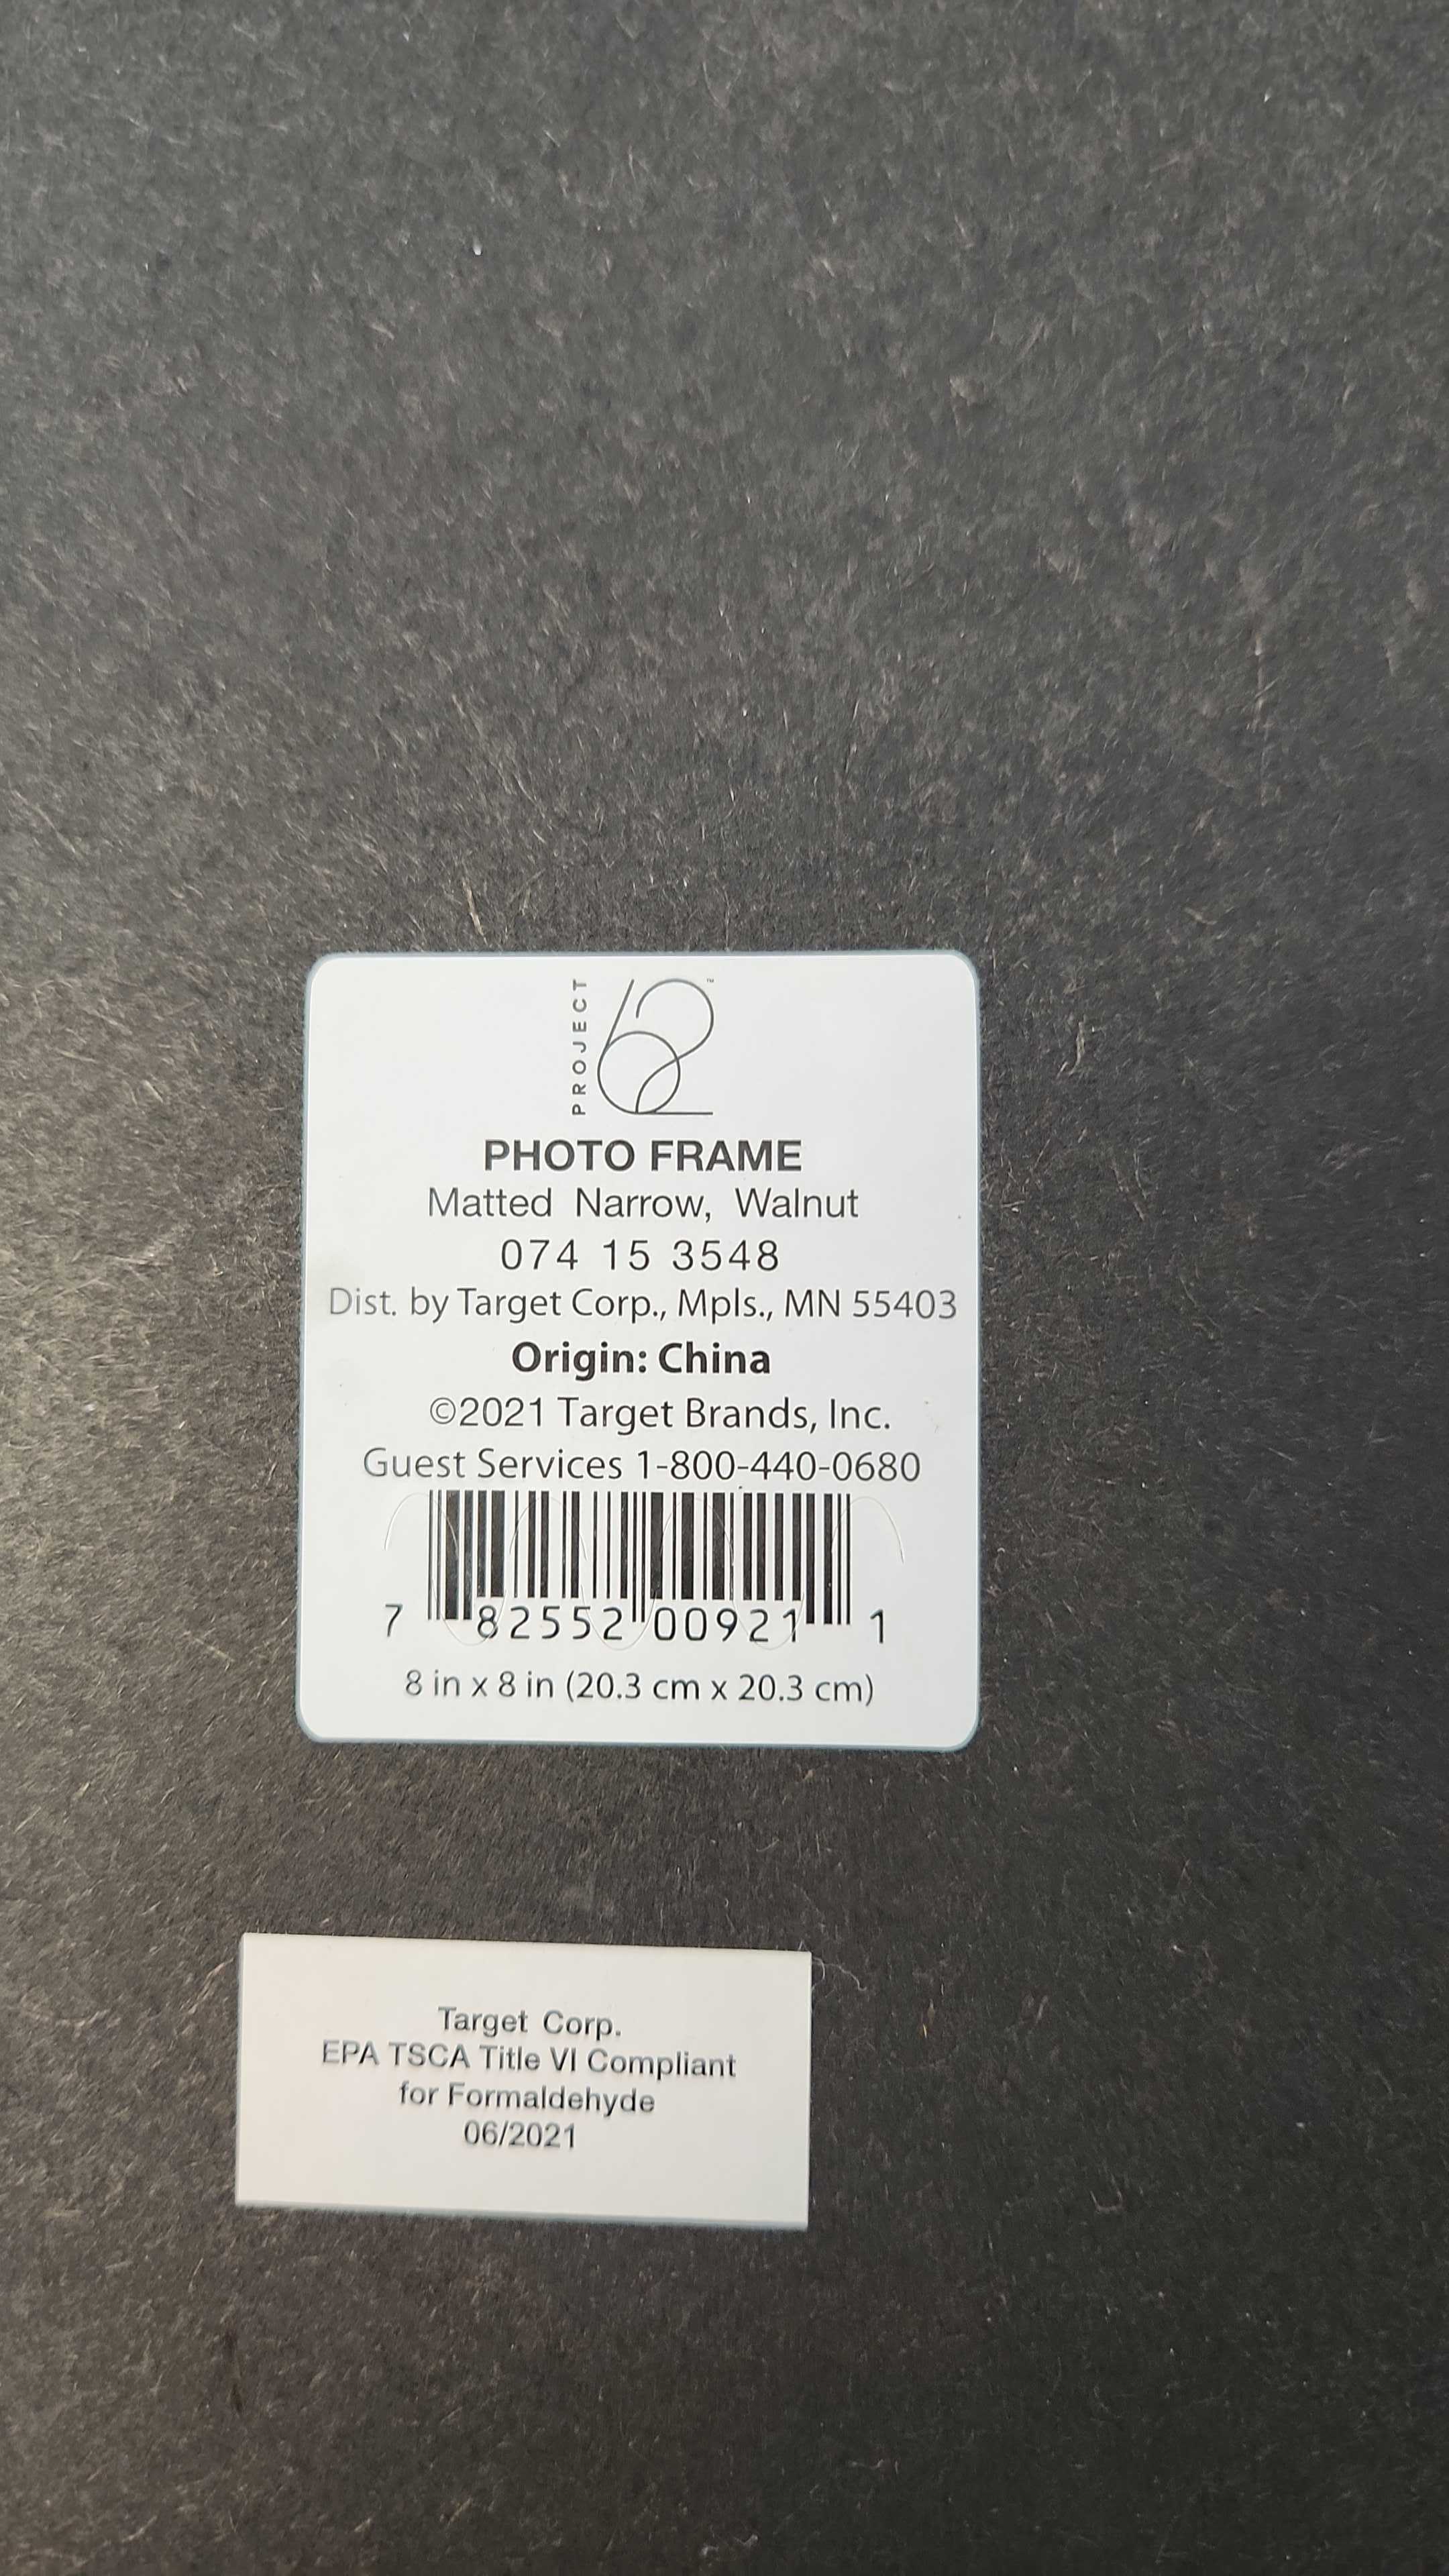 PROJECT 62™
PHOTO FRAME
Matted Narrow, Walnut
074 15 3548
Dist. by Target Corp., Mpls., MN 55403
Origin: China
©2021 Target Brands, Inc.
Guest Services 1-800-440-0680
7 82552 00921 1
8 in x 8 in (20.3 cm x 20.3 cm)
Target Corp.
EPA TSCA Title VI Compliant
for Formaldehyde
06/2021